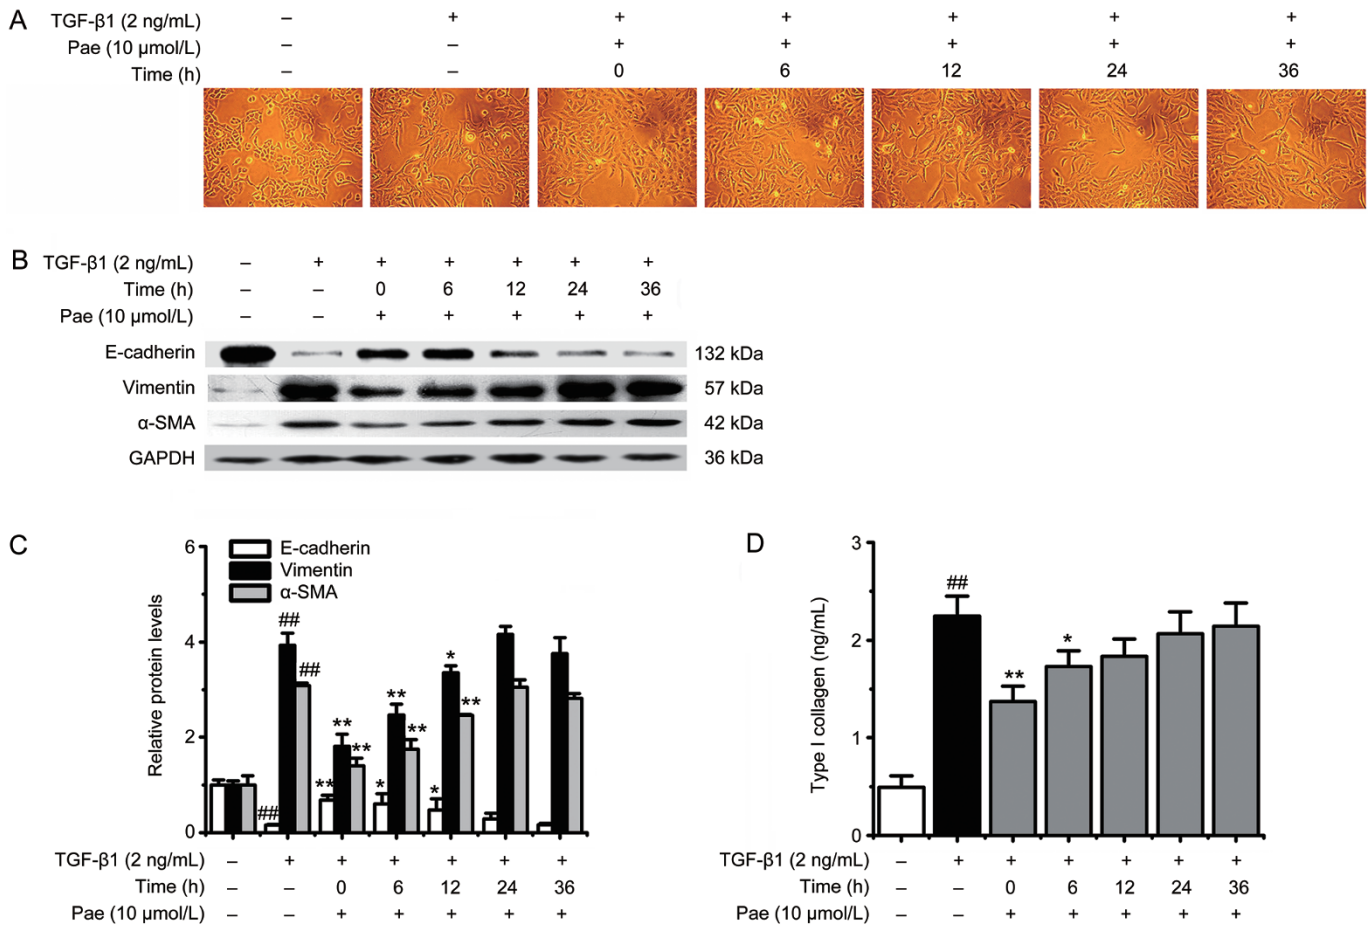 A
TGF-β1 (2 ng/mL) – + + + + + +
Pae (10 μmol/L) – – + + + + +
Time (h) – – 0 6 12 24 36
B
TGF-β1 (2 ng/mL) – + + + + + +
Time (h) – – 0 6 12 24 36
Pae (10 μmol/L) – – + + + + +
E-cadherin 132 kDa
Vimentin 57 kDa
α-SMA 42 kDa
GAPDH 36 kDa
C
Relative protein levels
6
4
2
0
E-cadherin
Vimentin
α-SMA
## ## ##
** ** **
* ** **
* * **
TGF-β1 (2 ng/mL) – + + + + + +
Time (h) – – 0 6 12 24 36
Pae (10 μmol/L) – – + + + + +
D
Type I collagen (ng/mL)
3
2
1
0
## ** *
TGF-β1 (2 ng/mL) – + + + + + +
Time (h) – – 0 6 12 24 36
Pae (10 μmol/L) – – + + + + +